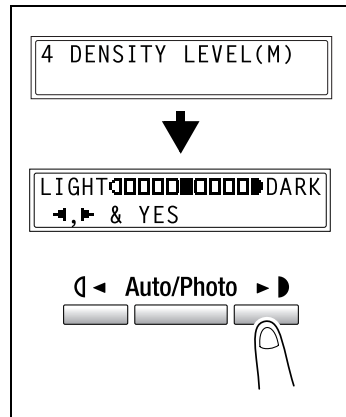 4 DENSITY LEVEL(M)
LIGHT DARK
◄,► & YES
◄ Auto/Photo ►